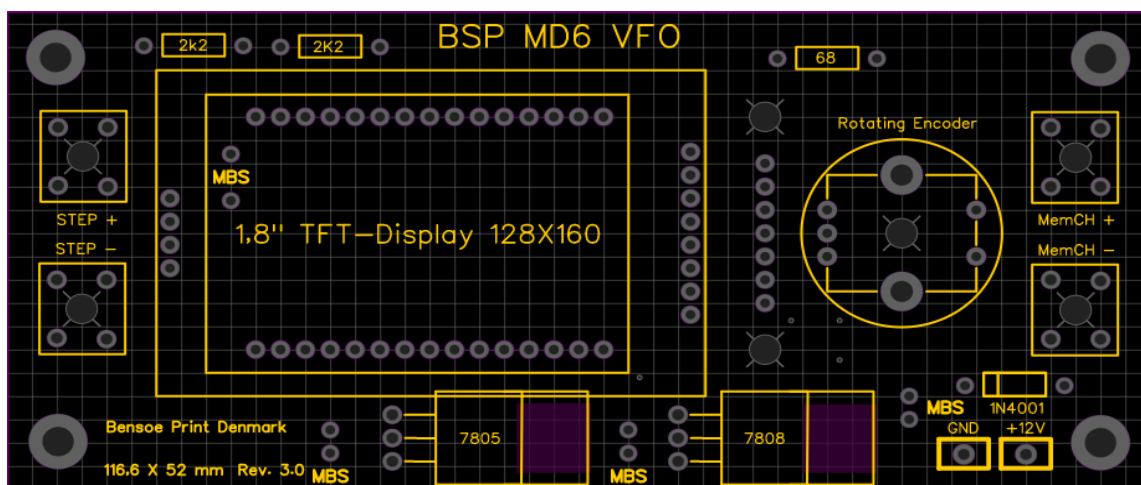 BSP MD6 VFO
2k2
2K2
68
Rotating Encoder
MBS
STEP +
STEP -
1,8" TFT-Display 128X160
MemCH +
MemCH -
1N4001
MBS
GND
+12V
Bensoe Print Denmark
7805
7808
116,6 X 52 mm Rev. 3.0
MBS
MBS